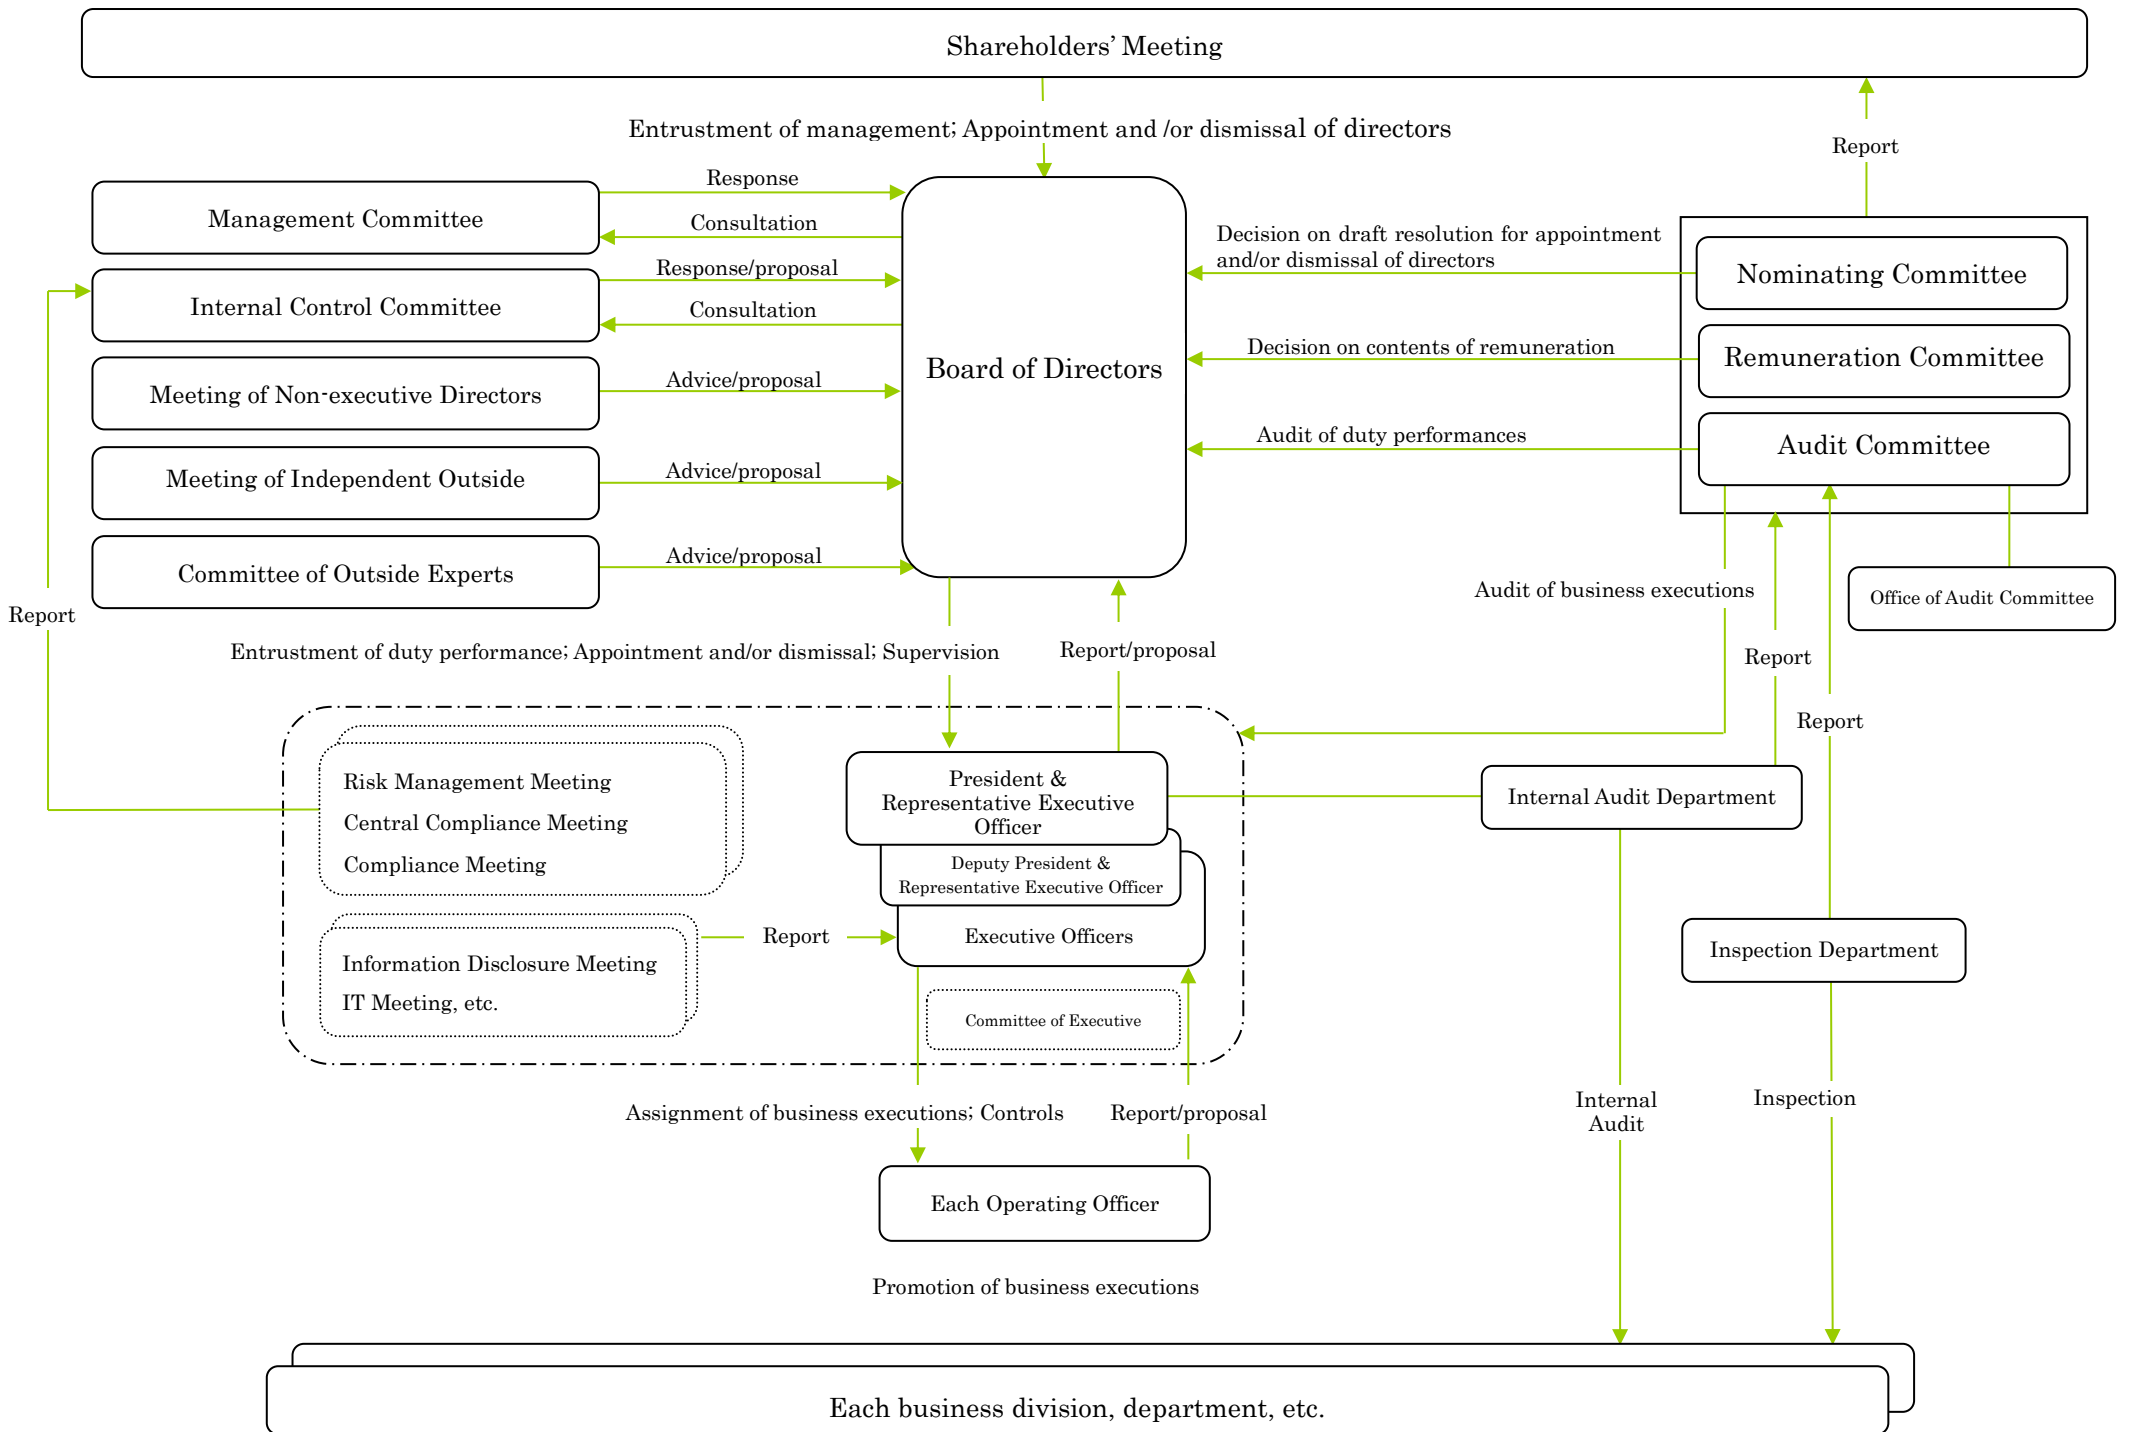 Shareholders’ Meeting
Entrustment of management; Appointment and /or dismissal of directors
Report
Response
Management Committee
Consultation
Decision on draft resolution for appointment
and/or dismissal of directors
Nominating Committee
Response/proposal
Internal Control Committee
Consultation
Board of Directors
Decision on contents of remuneration
Remuneration Committee
Meeting of Non-executive Directors
Advice/proposal
Audit of duty performances
Audit Committee
Meeting of Independent Outside
Advice/proposal
Committee of Outside Experts
Advice/proposal
Audit of business executions
Office of Audit Committee
Report
Entrustment of duty performance; Appointment and/or dismissal; Supervision
Report/proposal
Report
Report
Risk Management Meeting
Central Compliance Meeting
Compliance Meeting
President &
Representative Executive
Officer
Internal Audit Department
Deputy President &
Representative Executive Officer
Report
Executive Officers
Inspection Department
Information Disclosure Meeting
IT Meeting, etc.
Committee of Executive
Assignment of business executions; Controls
Report/proposal
Internal
Audit
Inspection
Each Operating Officer
Promotion of business executions
Each business division, department, etc.